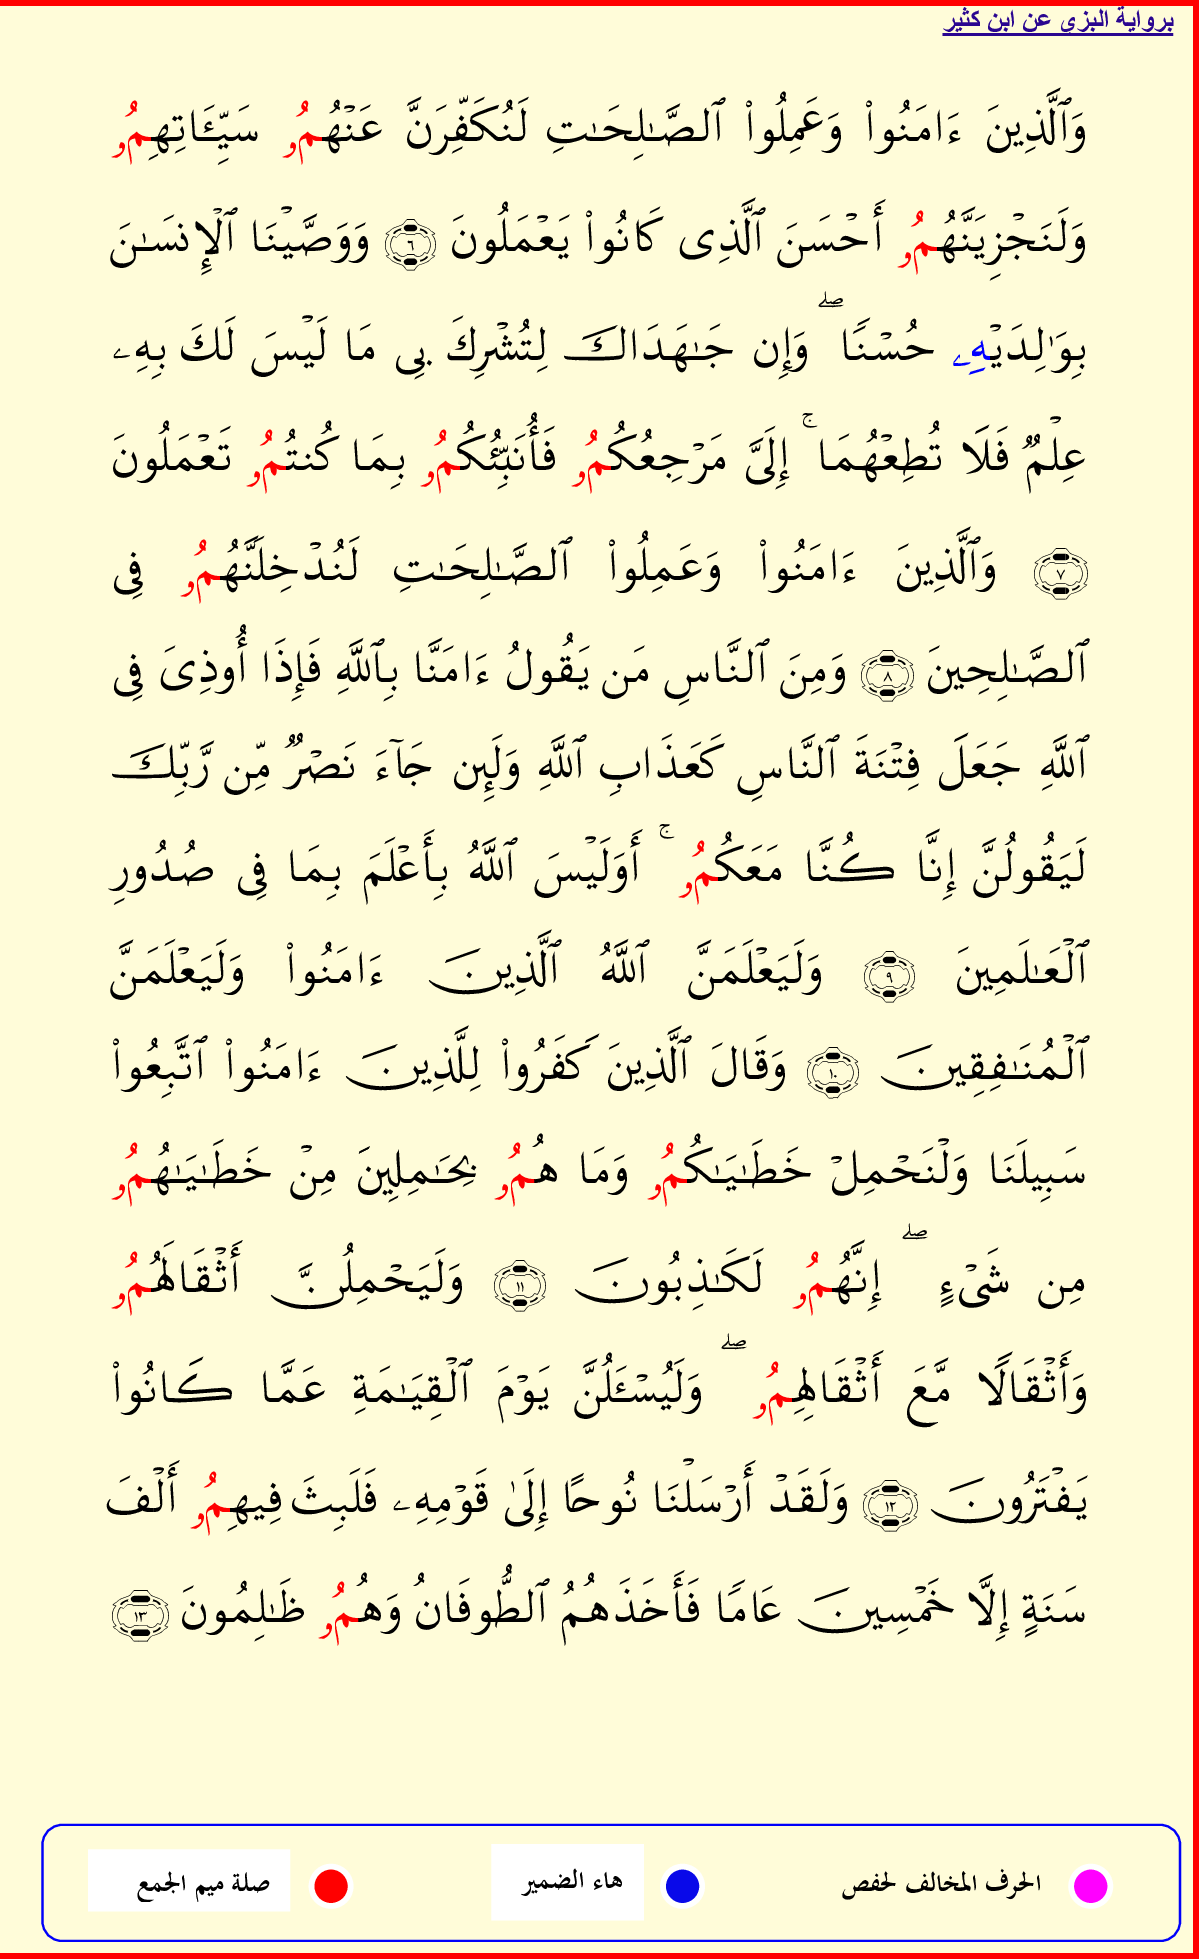 برواية البزي عن ابن كثير
وَٱلَّذِينَ ءَامَنُوا۟ وَعَمِلُوا۟ ٱلصَّـٰلِحَـٰتِ لَنُكَفِّرَنَّ عَنْهُمُۥ سَيِّـَٔاتِهِمُۥ
وَلَنَجْزِيَنَّهُمُۥ أَحْسَنَ ٱلَّذِى كَانُوا۟ يَعْمَلُونَ ٦ وَوَصَّيْنَا ٱلْإِنسَـٰنَ
بِوَٰلِدَيْهِۦ حُسْنًا ۖ وَإِن جَـٰهَدَاكَ لِتُشْرِكَ بِى مَا لَيْسَ لَكَ بِهِۦ
عِلْمٌ فَلَا تُطِعْهُمَا ۚ إِلَىَّ مَرْجِعُكُمُۥ فَأُنَبِّئُكُمُۥ بِمَا كُنتُمُۥ تَعْمَلُونَ
٧ وَٱلَّذِينَ ءَامَنُوا۟ وَعَمِلُوا۟ ٱلصَّـٰلِحَـٰتِ لَنُدْخِلَنَّهُمُۥ فِى
ٱلصَّـٰلِحِينَ ٨ وَمِنَ ٱلنَّاسِ مَن يَقُولُ ءَامَنَّا بِٱللَّهِ فَإِذَا أُوذِىَ فِى
ٱللَّهِ جَعَلَ فِتْنَةَ ٱلنَّاسِ كَعَذَابِ ٱللَّهِ وَلَئِن جَآءَ نَصْرٌ مِّن رَّبِّكَ
لَيَقُولُنَّ إِنَّا كُنَّا مَعَكُمُۥ ۚ أَوَلَيْسَ ٱللَّهُ بِأَعْلَمَ بِمَا فِى صُدُورِ
ٱلْعَـٰلَمِينَ ٩ وَلَيَعْلَمَنَّ ٱللَّهُ ٱلَّذِينَ ءَامَنُوا۟ وَلَيَعْلَمَنَّ
ٱلْمُنَـٰفِقِينَ ١٠ وَقَالَ ٱلَّذِينَ كَفَرُوا۟ لِلَّذِينَ ءَامَنُوا۟ ٱتَّبِعُوا۟
سَبِيلَنَا وَلْنَحْمِلْ خَطَـٰيَـٰكُمُۥ وَمَا هُمُۥ بِحَـٰمِلِينَ مِنْ خَطَـٰيَـٰهُمُۥ
مِن شَىْءٍ ۖ إِنَّهُمُۥ لَكَـٰذِبُونَ ١١ وَلَيَحْمِلُنَّ أَثْقَالَهُمُۥ
وَأَثْقَالًا مَّعَ أَثْقَالِهِمُۥ ۖ وَلَيُسْـَٔلُنَّ يَوْمَ ٱلْقِيَـٰمَةِ عَمَّا كَانُوا۟
يَفْتَرُونَ ١٢ وَلَقَدْ أَرْسَلْنَا نُوحًا إِلَىٰ قَوْمِهِۦ فَلَبِثَ فِيهِمُۥ أَلْفَ
سَنَةٍ إِلَّا خَمْسِينَ عَامًا فَأَخَذَهُمُ ٱلطُّوفَانُ وَهُمُۥ ظَـٰلِمُونَ ١٣
الحرف المخالف لحفص هاء الضمير صلة ميم الجمع